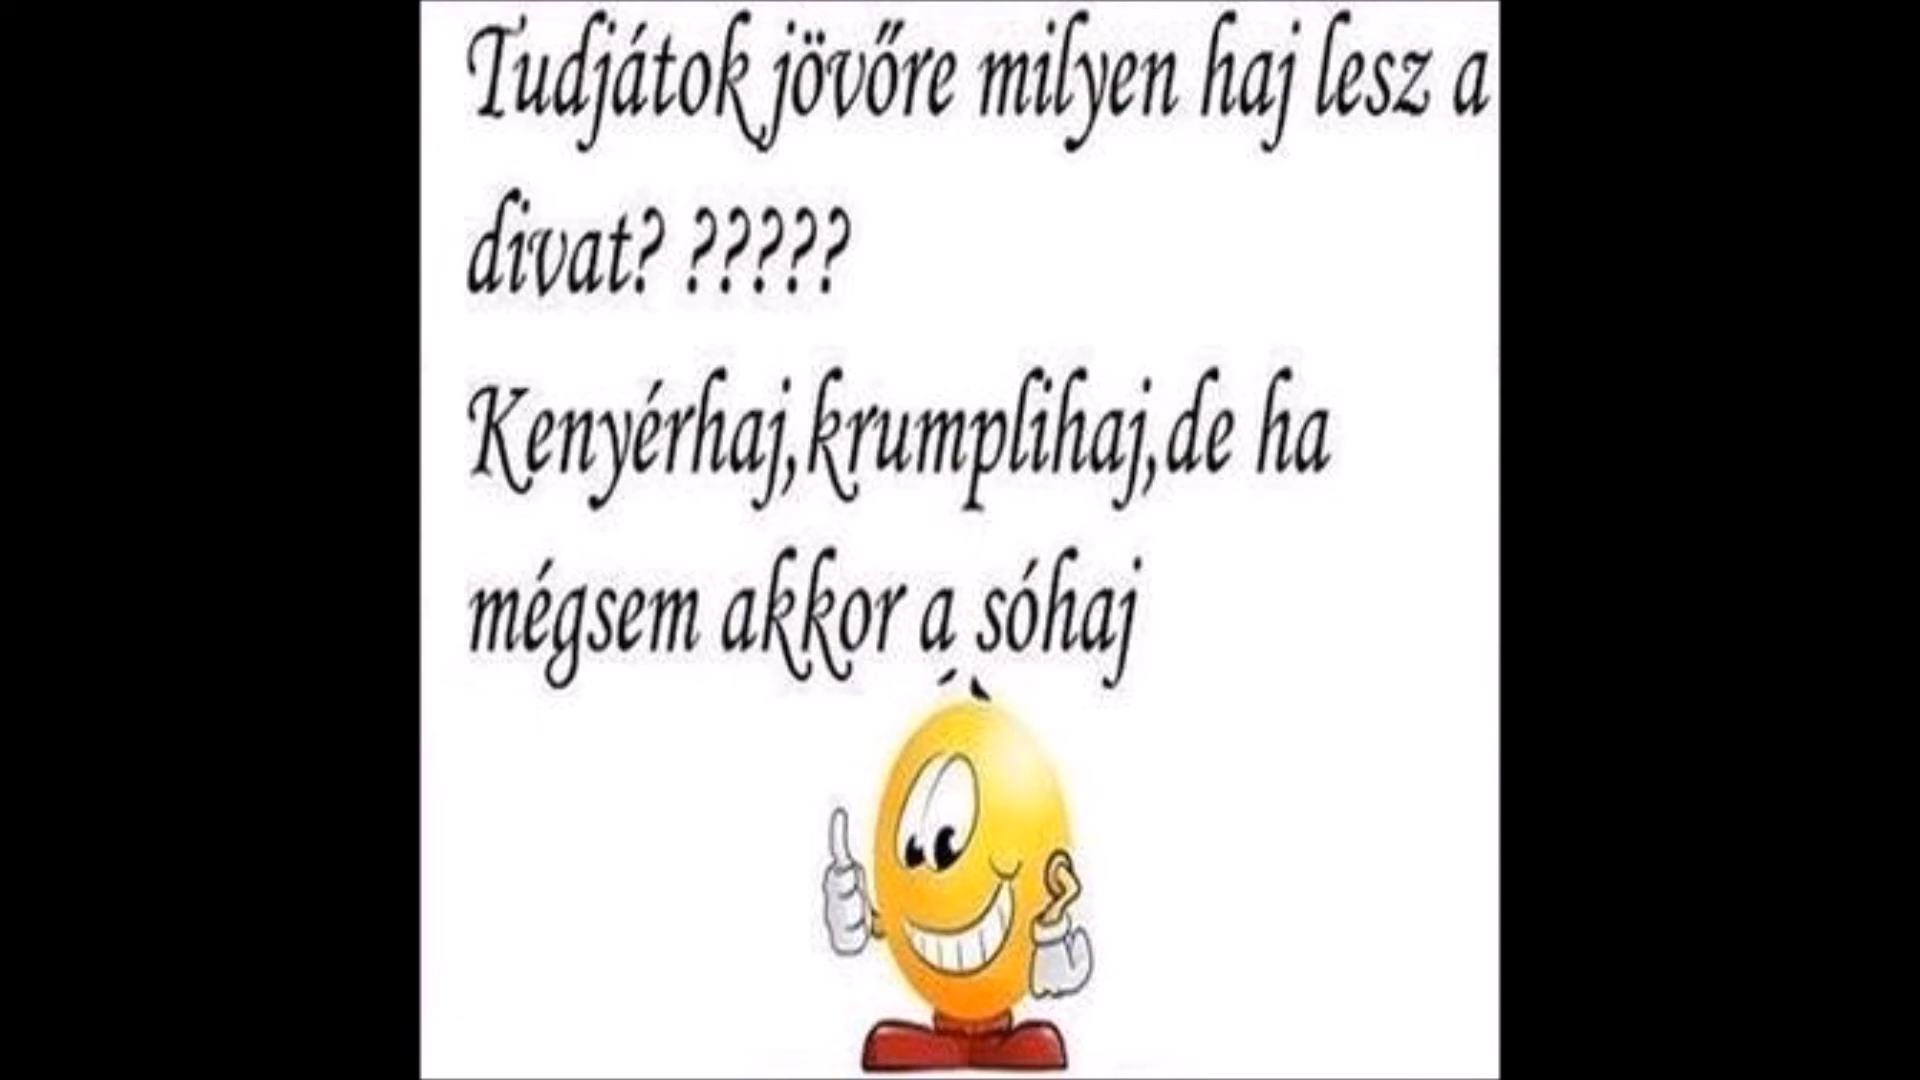 Tudjátok jövőre milyen haj lesz a
divat? ?????
Kenyérhaj,krumplihaj,de ha
mégsem akkor a sóhaj